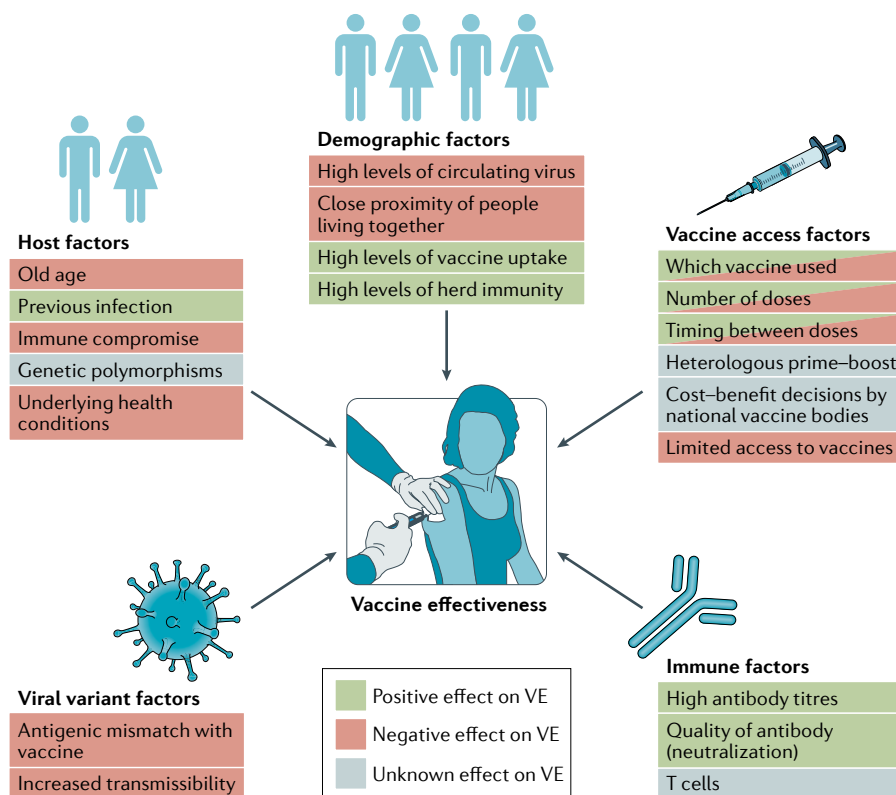 Demographic factors
High levels of circulating virus
Close proximity of people
living together
High levels of vaccine uptake
High levels of herd immunity
Host factors
Old age
Previous infection
Immune compromise
Genetic polymorphisms
Underlying health
conditions
Vaccine access factors
Which vaccine used
Number of doses
Timing between doses
Heterologous prime–boost
Cost–benefit decisions by
national vaccine bodies
Limited access to vaccines
Vaccine effectiveness
Viral variant factors
Antigenic mismatch with
vaccine
Increased transmissibility
Positive effect on VE
Negative effect on VE
Unknown effect on VE
Immune factors
High antibody titres
Quality of antibody
(neutralization)
T cells